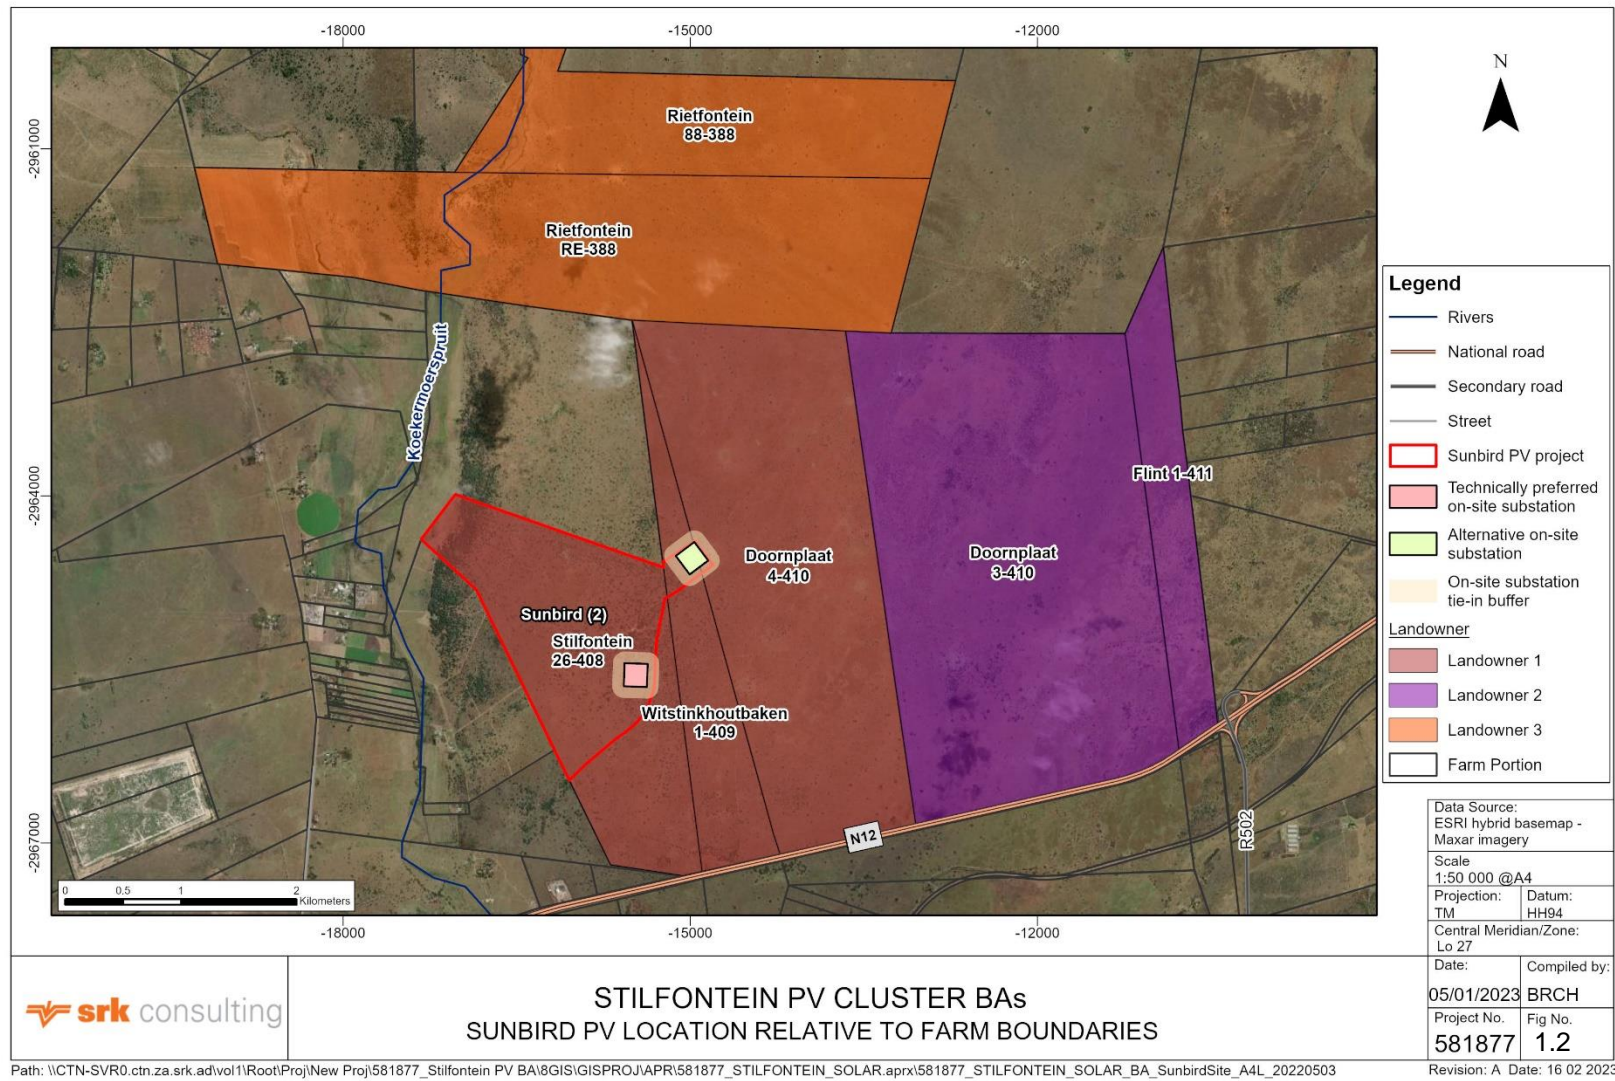 -18000
-15000
-12000
N
-2961000
-2964000
-2967000
Rietfontein
88-388
Rietfontein
RE-388
Koekermoerspruit
Flint 1-411
Doornplaat
4-410
Doornplaat
3-410
Sunbird (2)
Stilfontein
26-408
Witstinkhoutbaken
1-409
N12
R502
0 0.5 1 2
Kilometers
-18000
-15000
-12000
Legend
Rivers
National road
Secondary road
Street
Sunbird PV project
Technically preferred
on-site substation
Alternative on-site
substation
On-site substation
tie-in buffer
Landowner
Landowner 1
Landowner 2
Landowner 3
Farm Portion
Data Source:
ESRI hybrid basemap -
Maxar imagery
Scale
1:50 000 @A4
Projection: Datum:
TM HH94
Central Meridian/Zone:
Lo 27
Date: Compiled by:
05/01/2023 BRCH
Project No. Fig No.
581877 1.2
srk consulting
STILFONTEIN PV CLUSTER BAs
SUNBIRD PV LOCATION RELATIVE TO FARM BOUNDARIES
Path: \\CTN-SVR0.ctn.za.srk.ad\vol1\Root\Proj\New Proj\581877_Stilfontein PV BA\8GIS\GISPROJ\APR\581877_STILFONTEIN_SOLAR.aprx\581877_STILFONTEIN_SOLAR_BA_SunbirdSite_A4L_20220503
Revision: A Date: 16 02 2023